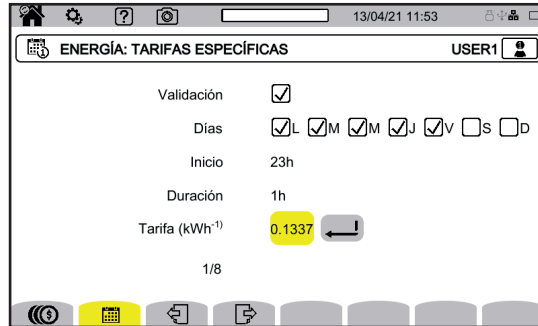 ? 13/04/21 11:53
ENERGÍA: TARIFAS ESPECÍFICAS USER1
Validación
Días L M M J V S D
Inicio 23h
Duración 1h
Tarifa (kWh⁻¹) 0.1337
1/8
$